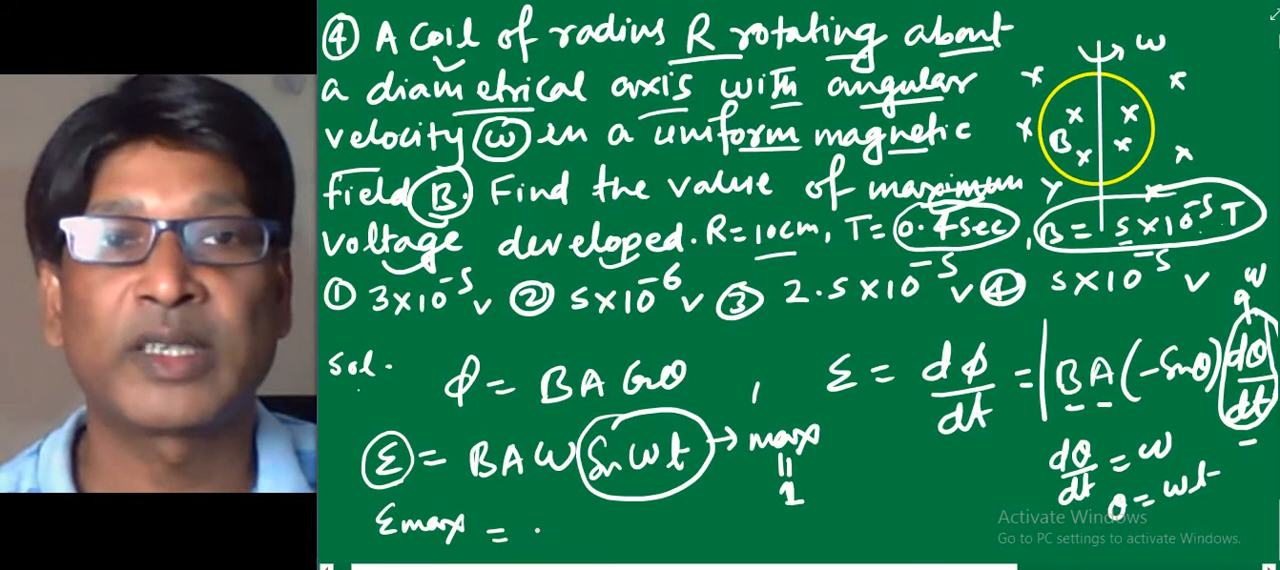 ④ A coil of radius R rotating about
a diametrical axis with angular
velocity ω in a uniform magnetic
field B. Find the value of maximum
voltage developed. R = 10cm, T = 0.4sec, B = 5×10⁻⁵ T
① 3×10⁻⁵ v ② 5×10⁻⁶ v ③ 2.5×10⁻⁵ v ④ 5×10⁻⁵ v
ω
x x
x x x
B x x x
x x
Sol.
ϕ = BA Cosθ , ε = dϕ/dt = |BA(-Sinθ) dθ/dt
ω
ε = BAω Sin ωt → max
=
1
dθ/dt = ω
θ = ωt
εmax = .
Activate Windows
Go to PC settings to activate Windows.